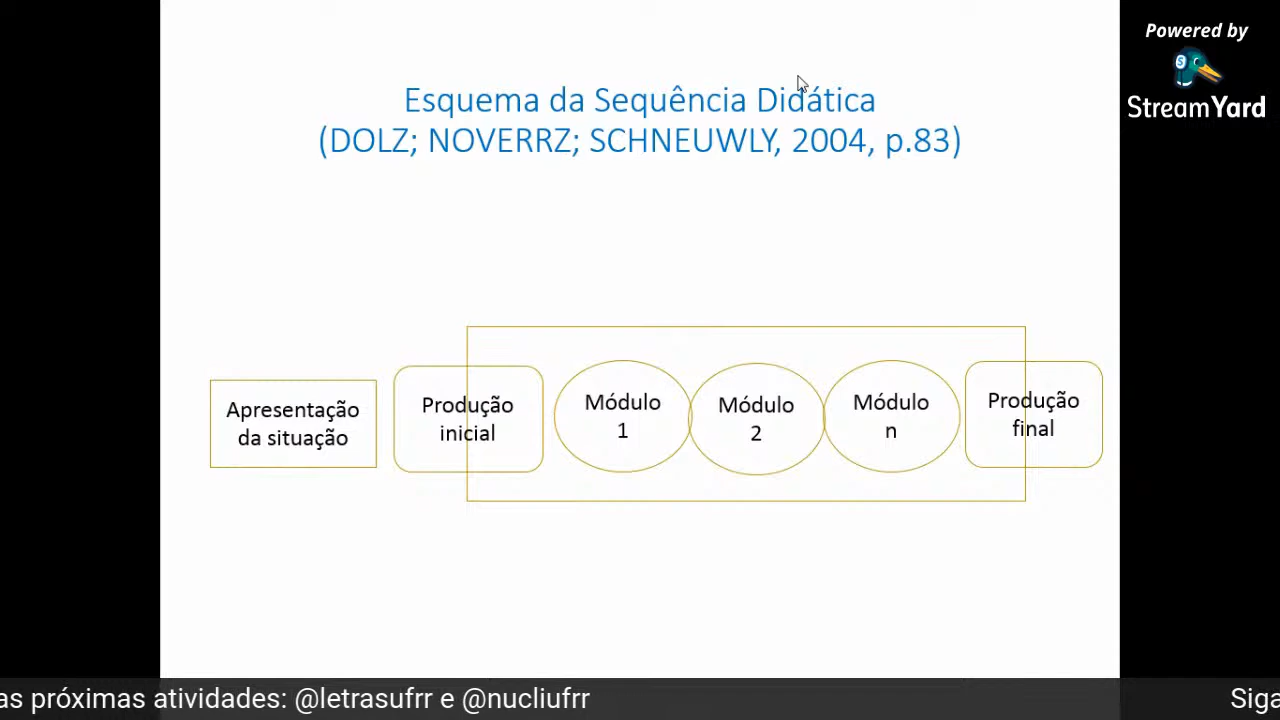 Powered by
StreamYard
Esquema da Sequência Didática
(DOLZ; NOVERRZ; SCHNEUWLY, 2004, p.83)
Apresentação
da situação
Produção
inicial
Módulo
1
Módulo
2
Módulo
n
Produção
final
as próximas atividades: @letrasufrr e @nucliufrr
Siga